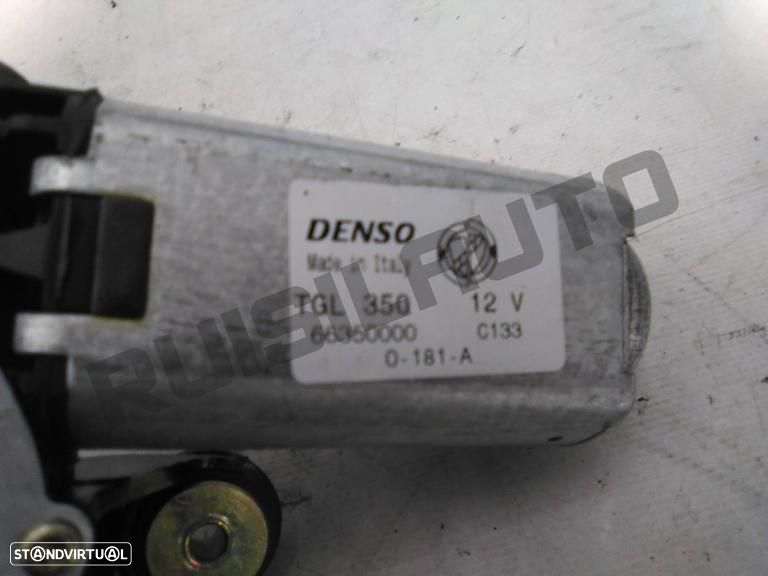 DENSO
Made in Italy
TGL 350 12 V
66350000 C133
0-181-A
RUISILAUTO
STANDVIRTUAL